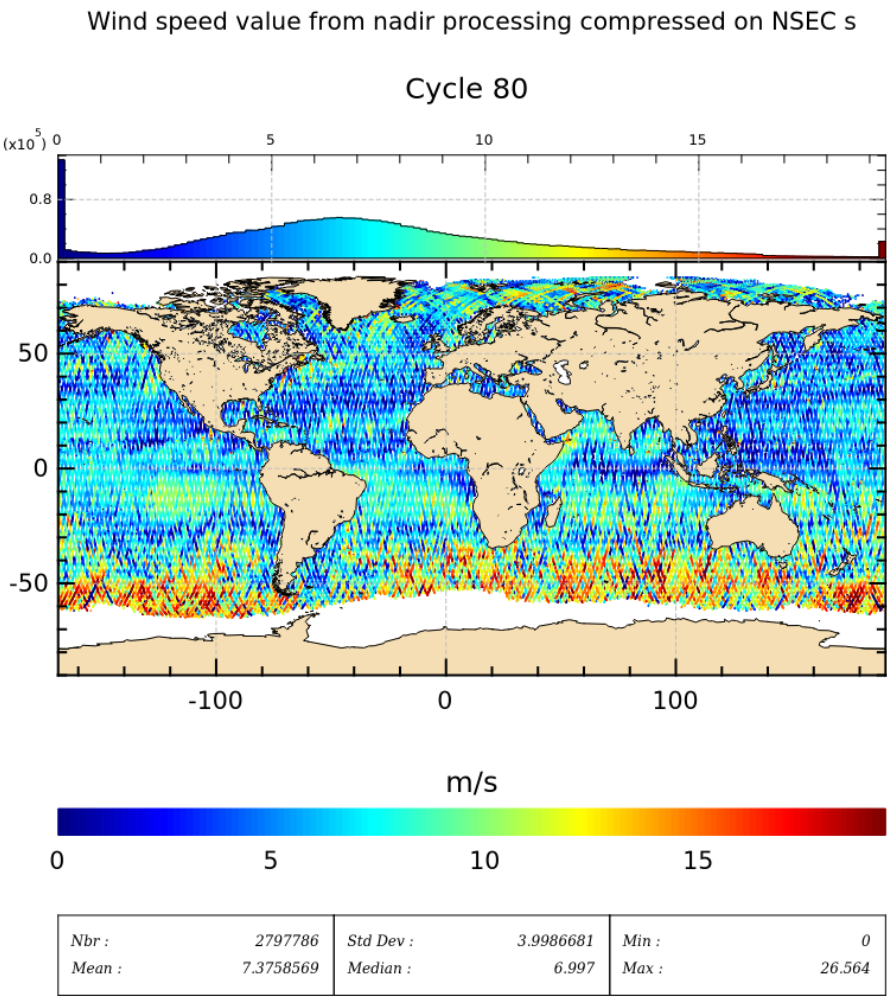 Wind speed value from nadir processing compressed on NSEC s
Cycle 80
(x10^5) 0 5 10 15
0.8
0.0
50
0
-50
-100 0 100
m/s
0 5 10 15
Nbr : 2797786 Std Dev : 3.9986681 Min : 0
Mean : 7.3758569 Median : 6.997 Max : 26.564